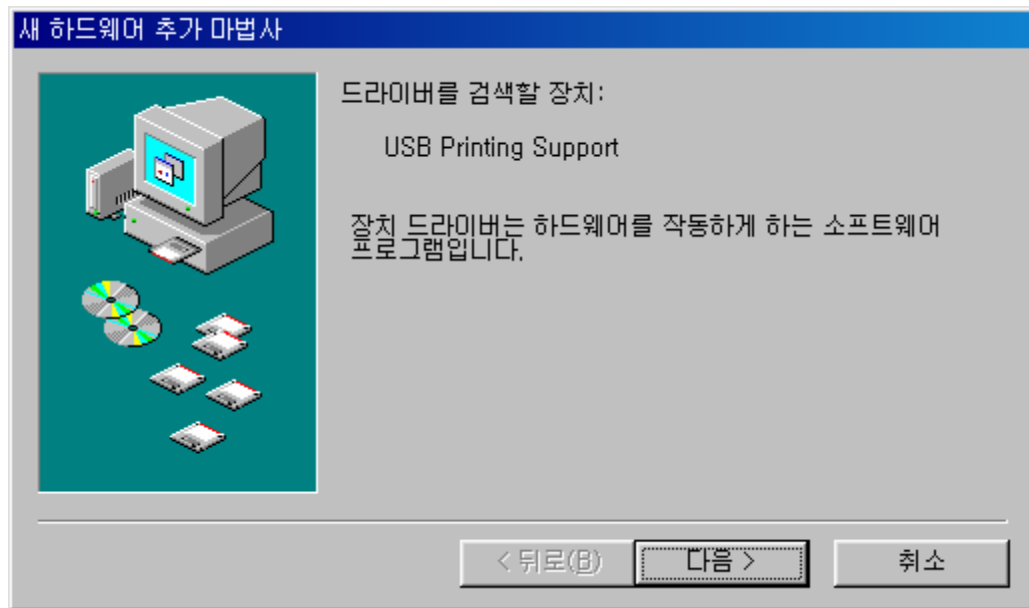 새 하드웨어 추가 마법사
드라이버를 검색할 장치:
USB Printing Support
장치 드라이버는 하드웨어를 작동하게 하는 소프트웨어
프로그램입니다.
< 뒤로(B)
다음 >
취소